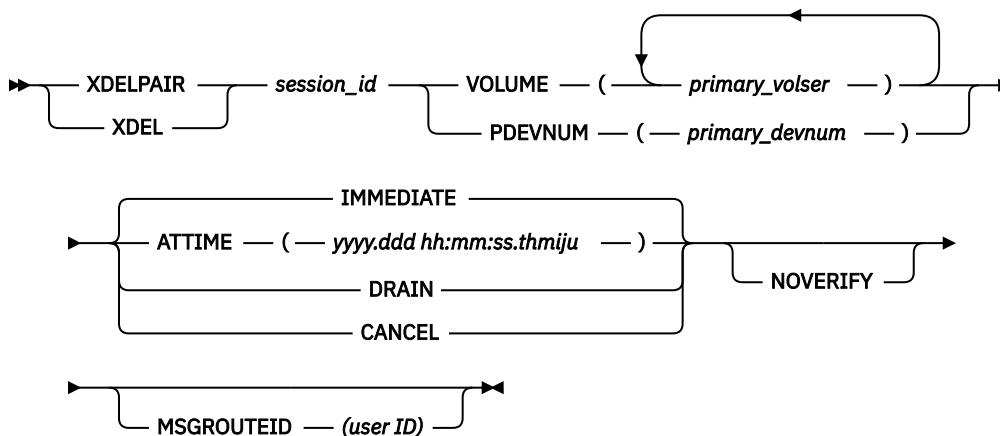 XDELPAIR session_id VOLUME ( primary_volser )
XDEL PDEVNUM ( primary_devnum )
IMMEDIATE
ATTIME ( yyyy.ddd hh:mm:ss.thmiju )
DRAIN NOVERIFY
CANCEL
MSGROUTEID (user ID)